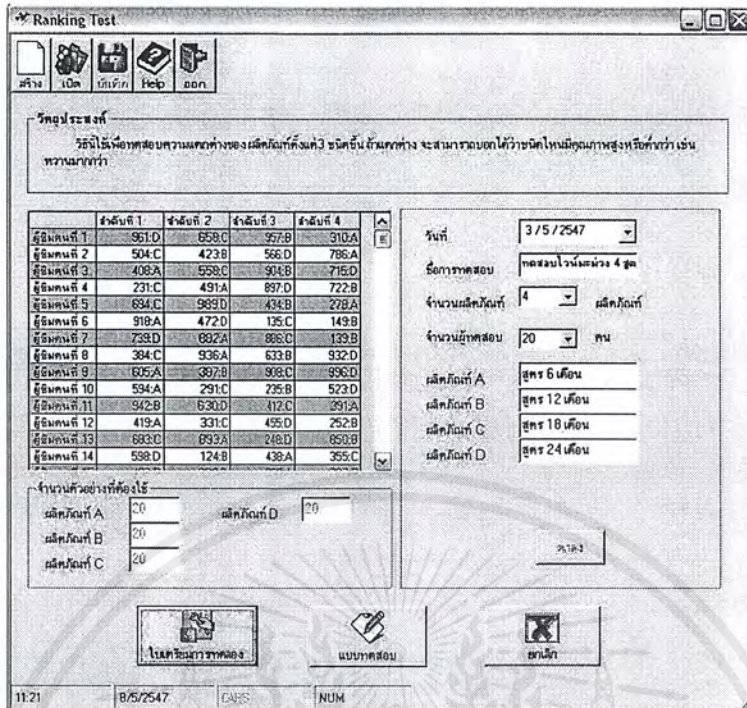 Ranking Test
สร้าง เปิด บันทึก Help ออก
วัตถุประสงค์
วิธีนี้ใช้เพื่อทดสอบความแตกต่างของผลิตภัณฑ์ตั้งแต่3 ชนิดขึ้น ถ้าแตกต่าง จะสามารถบอกได้ว่าชนิดไหนมีคุณภาพสูงหรือต่ำกว่า เช่น
หวานมากกว่า
ลำดับที่ 1 ลำดับที่ 2 ลำดับที่ 3 ลำดับที่ 4
ผู้ชิมคนที่ 1 961:D 658:C 957:B 310:A
ผู้ชิมคนที่ 2 504:C 423:B 566:D 786:A
ผู้ชิมคนที่ 3 408:A 558:C 904:B 715:D
ผู้ชิมคนที่ 4 231:C 491:A 897:D 722:B
ผู้ชิมคนที่ 5 694:C 989:D 434:B 278:A
ผู้ชิมคนที่ 6 918:A 472:D 135:C 149:B
ผู้ชิมคนที่ 7 739:D 682:A 886:C 139:B
ผู้ชิมคนที่ 8 384:C 936:A 633:B 932:D
ผู้ชิมคนที่ 9 605:A 387:B 908:C 996:D
ผู้ชิมคนที่ 10 594:A 291:C 235:B 523:D
ผู้ชิมคนที่ 11 942:B 630:D 412:C 391:A
ผู้ชิมคนที่ 12 419:A 331:C 455:D 252:B
ผู้ชิมคนที่ 13 683:C 893:A 248:D 850:B
ผู้ชิมคนที่ 14 598:D 124:B 438:A 355:C
วันที่ 3 / 5 / 2547
ชื่อการทดสอบ ทดสอบไวน์มะม่วง 4 สูต
จำนวนผลิตภัณฑ์ 4 ผลิตภัณฑ์
จำนวนผู้ทดสอบ 20 คน
ผลิตภัณฑ์ A สูตร 6 เดือน
ผลิตภัณฑ์ B สูตร 12 เดือน
ผลิตภัณฑ์ C สูตร 18 เดือน
ผลิตภัณฑ์ D สูตร 24 เดือน
ตกลง
จำนวนตัวอย่างที่ต้องใช้
ผลิตภัณฑ์ A 20 ผลิตภัณฑ์ D 20
ผลิตภัณฑ์ B 20
ผลิตภัณฑ์ C 20
ใบเตรียมการทดลอง แบบทดสอบ ยกเลิก
11:21 8/5/2547 CAPS NUM